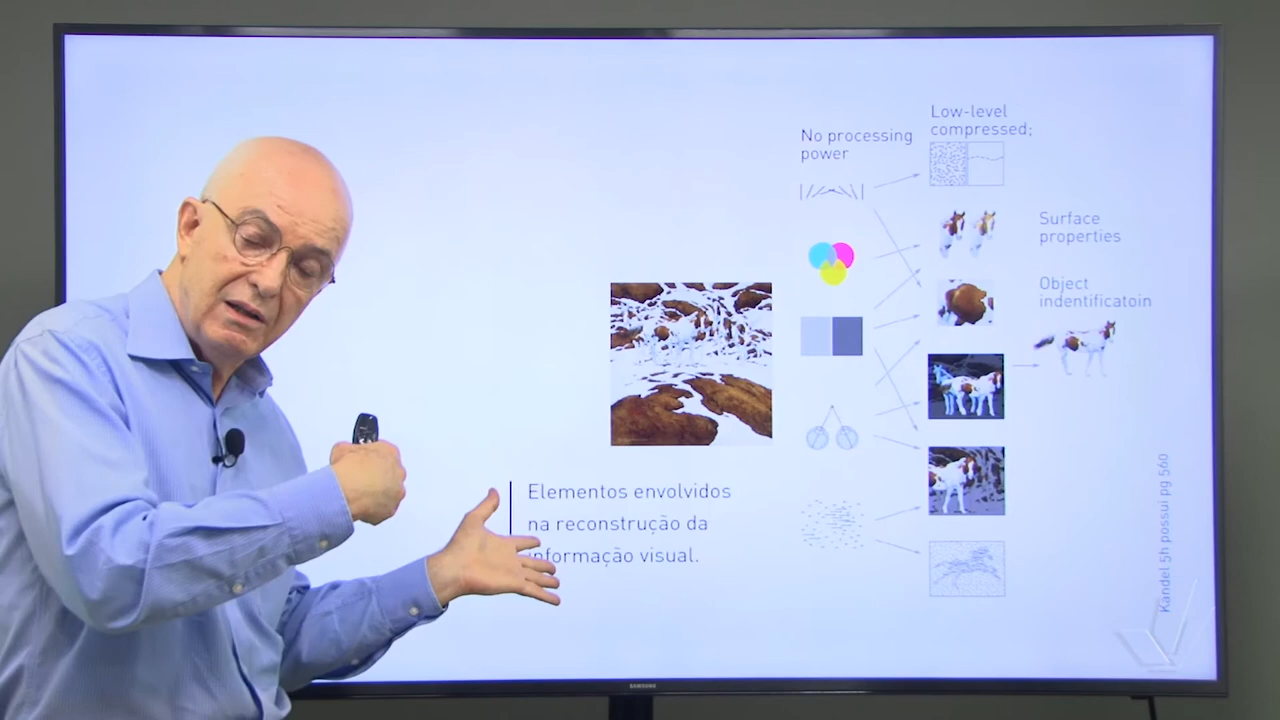 No processing
power
Low-level
compressed;
Surface
properties
Object
indentificatoin
Elementos envolvidos
na reconstrução da
informação visual.
Kandel 5h possui pg 560
SAMSUNG